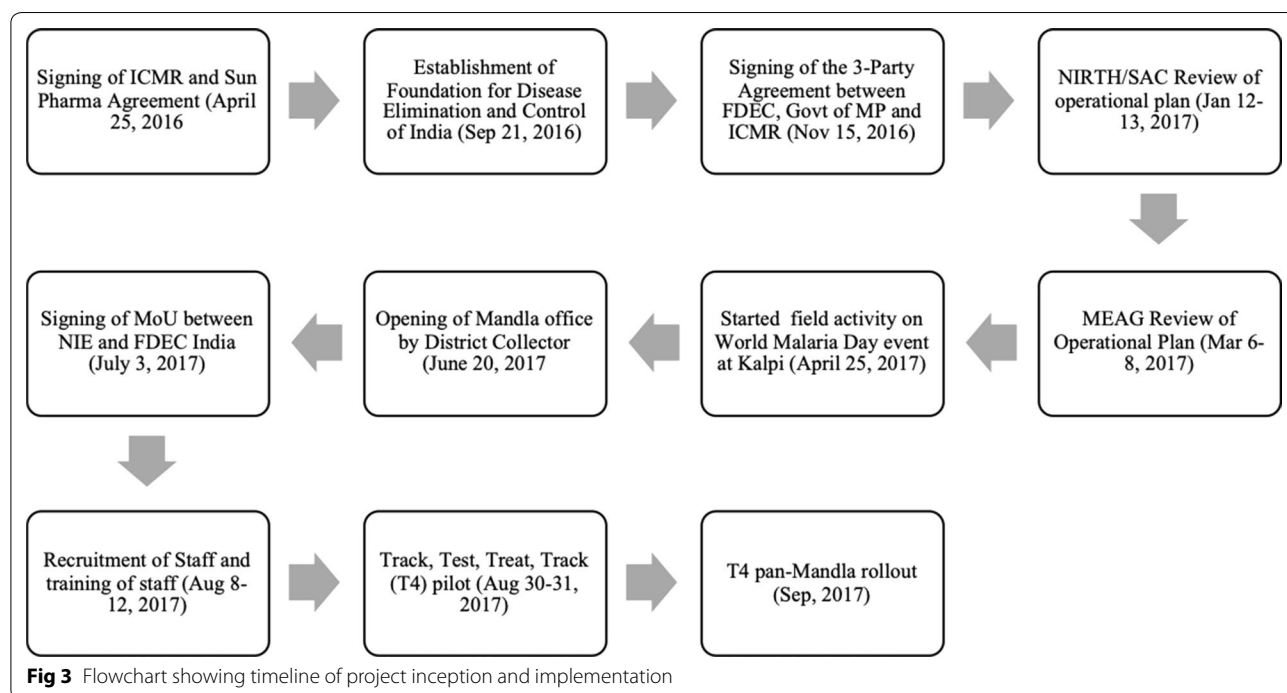 Signing of ICMR and Sun
Pharma Agreement (April
25, 2016
Establishment of
Foundation for Disease
Elimination and Control
of India (Sep 21, 2016)
Signing of the 3-Party
Agreement between
FDEC, Govt of MP and
ICMR (Nov 15, 2016)
NIRTH/SAC Review of
operational plan (Jan 12-
13, 2017)
MEAG Review of
Operational Plan (Mar 6-
8, 2017)
Started field activity on
World Malaria Day event
at Kalpi (April 25, 2017)
Opening of Mandla office
by District Collector
(June 20, 2017
Signing of MoU between
NIE and FDEC India
(July 3, 2017)
Recruitment of Staff and
training of staff (Aug 8-
12, 2017)
Track, Test, Treat, Track
(T4) pilot (Aug 30-31,
2017)
T4 pan-Mandla rollout
(Sep, 2017)
Fig 3 Flowchart showing timeline of project inception and implementation